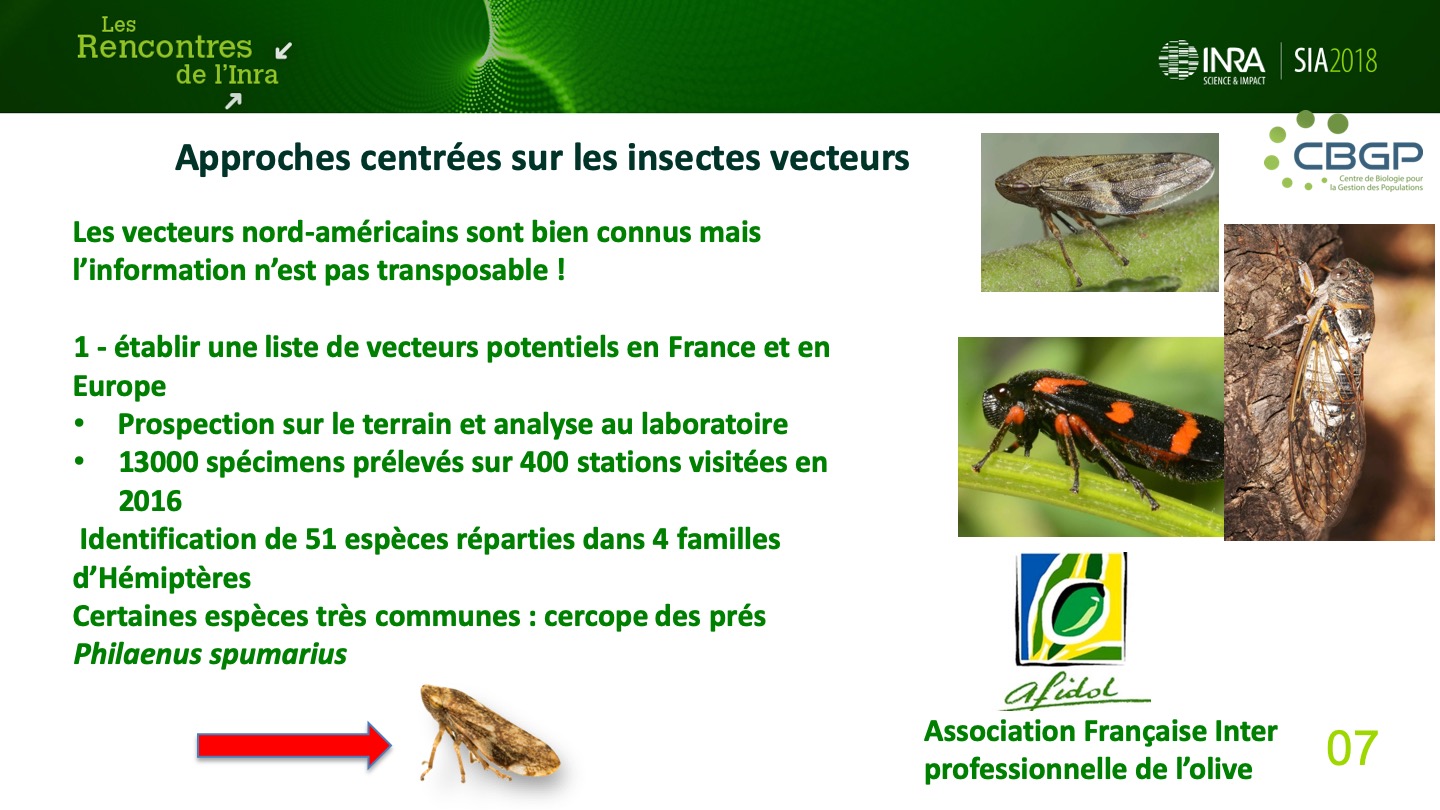 Les
Rencontres
de l'Inra
INRA
SCIENCE & IMPACT
SIA2018
CBGP
Centre de Biologie pour
la Gestion des Populations
Approches centrées sur les insectes vecteurs
Les vecteurs nord-américains sont bien connus mais
l’information n’est pas transposable !
1 - établir une liste de vecteurs potentiels en France et en
Europe
• Prospection sur le terrain et analyse au laboratoire
• 13000 spécimens prélevés sur 400 stations visitées en
2016
Identification de 51 espèces réparties dans 4 familles
d’Hémiptères
Certaines espèces très communes : cercope des prés
Philaenus spumarius
afidol
Association Française Inter
professionnelle de l’olive
07